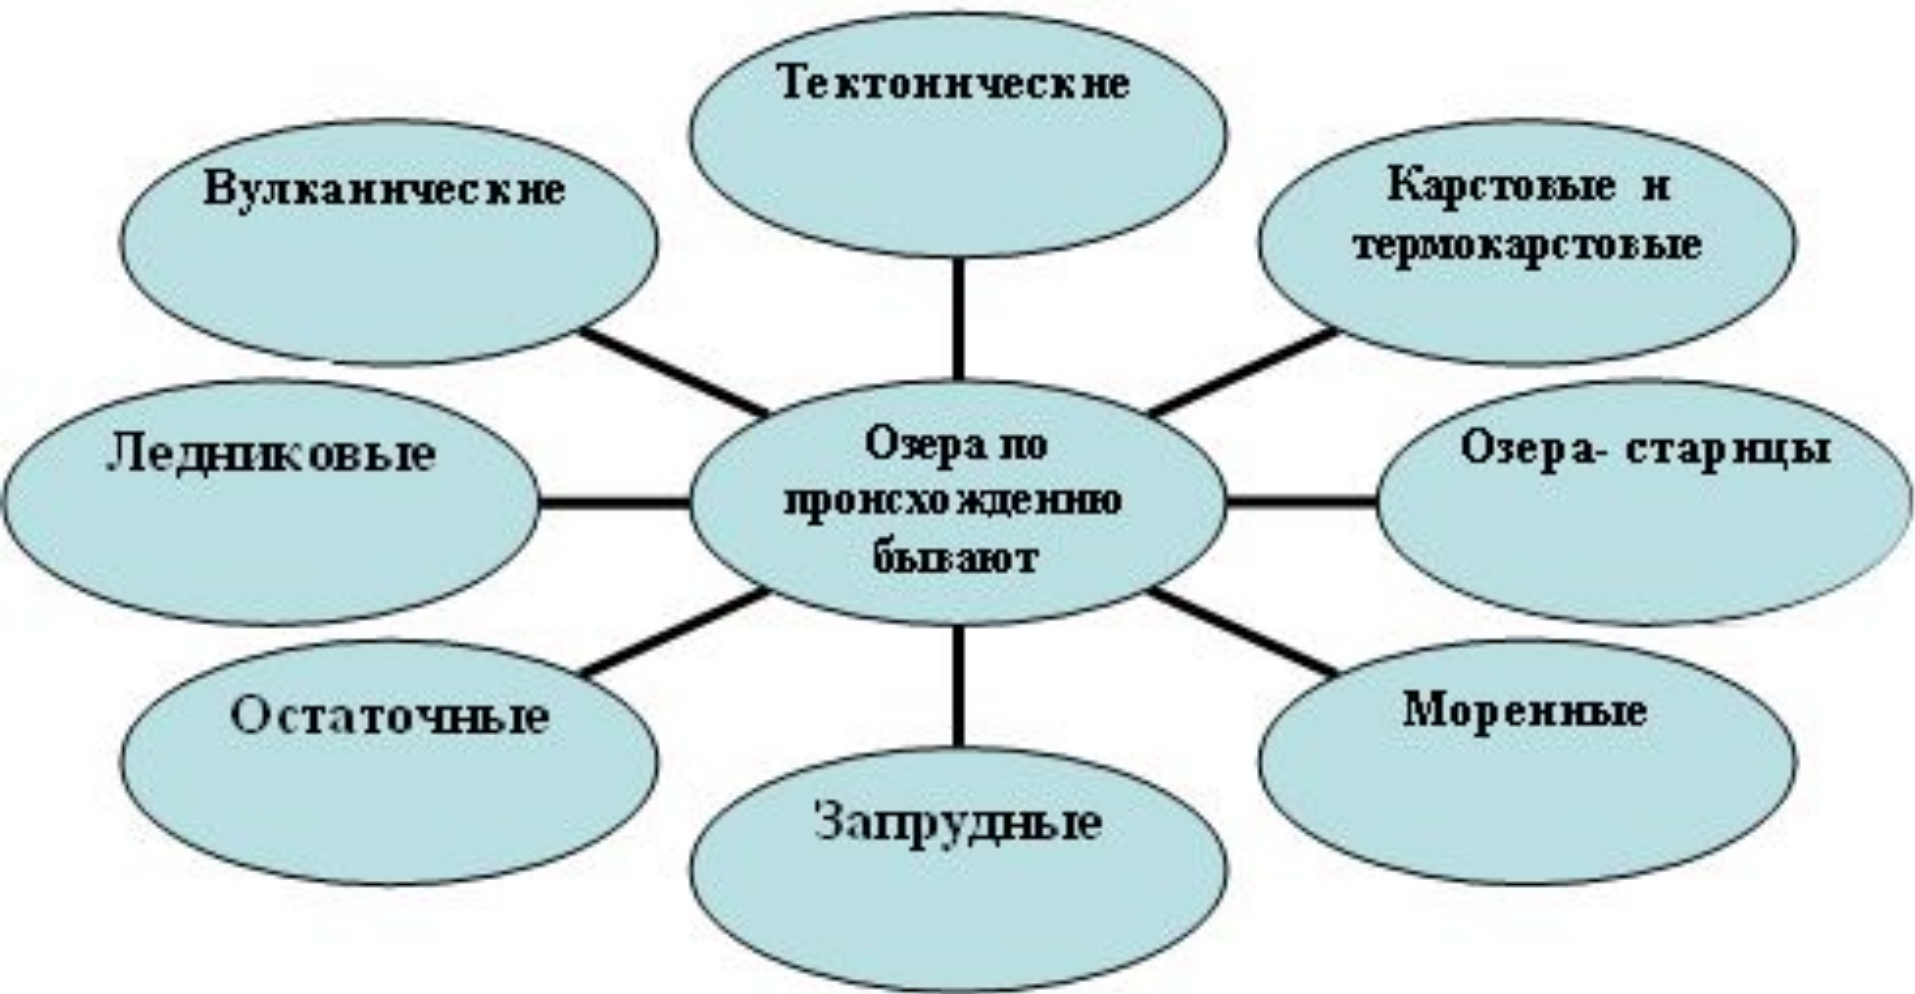 Тектонические
Вулканические
Карстовые и
термокарстовые
Ледниковые
Озера по
происхождению
бывают
Озера- старицы
Остаточные
Моренные
Запрудные